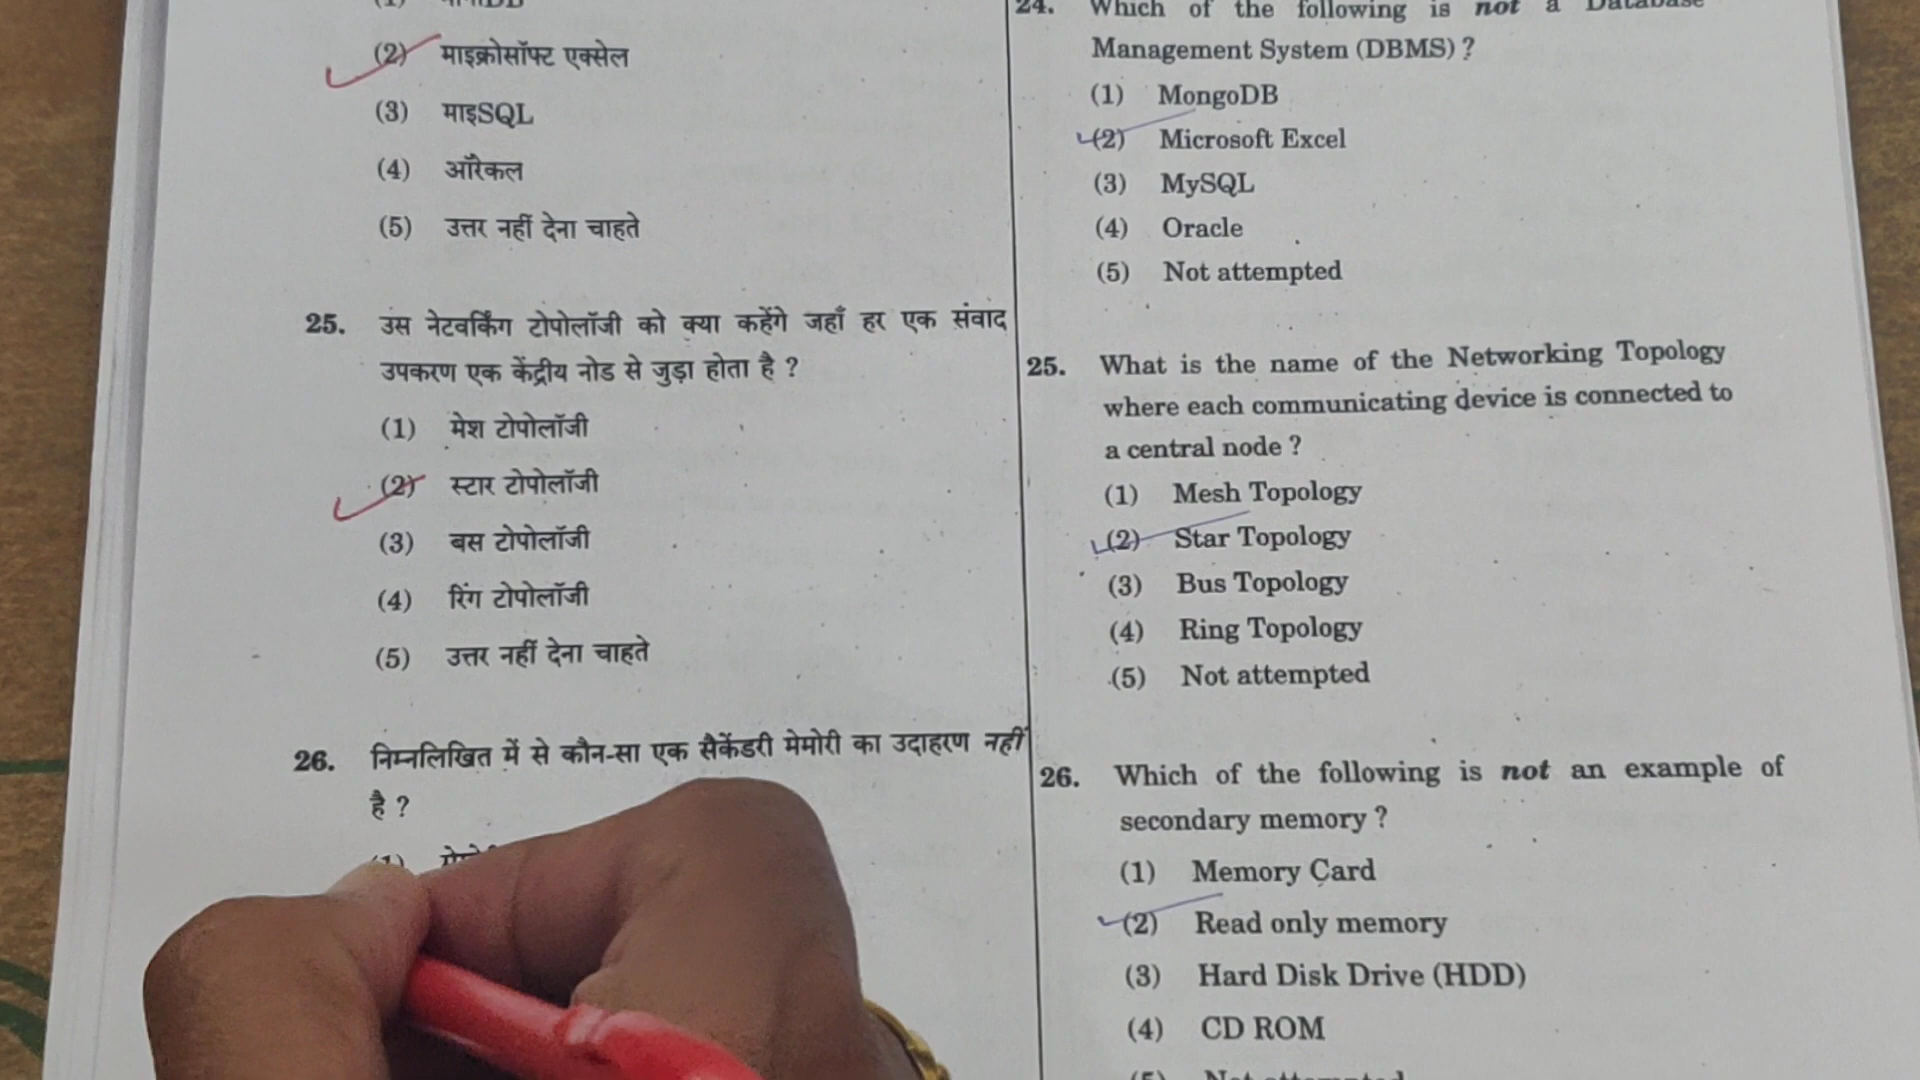 (2) माइक्रोसॉफ्ट एक्सेल
(3) माइSQL
(4) ऑरेकल
(5) उत्तर नहीं देना चाहते
25. उस नेटवर्किंग टोपोलॉजी को क्या कहेंगे जहाँ हर एक संवाद
उपकरण एक केंद्रीय नोड से जुड़ा होता है ?
(1) मेश टोपोलॉजी
(2) स्टार टोपोलॉजी
(3) बस टोपोलॉजी
(4) रिंग टोपोलॉजी
(5) उत्तर नहीं देना चाहते
26. निम्नलिखित में से कौन-सा एक सैकेंडरी मेमोरी का उदाहरण नहीं
है ?
(1)
24. Which of the following is not a Database
Management System (DBMS) ?
(1) MongoDB
(2) Microsoft Excel
(3) MySQL
(4) Oracle
(5) Not attempted
25. What is the name of the Networking Topology
where each communicating device is connected to
a central node ?
(1) Mesh Topology
(2) Star Topology
(3) Bus Topology
(4) Ring Topology
(5) Not attempted
26. Which of the following is not an example of
secondary memory ?
(1) Memory Card
(2) Read only memory
(3) Hard Disk Drive (HDD)
(4) CD ROM
(5) Not attempted